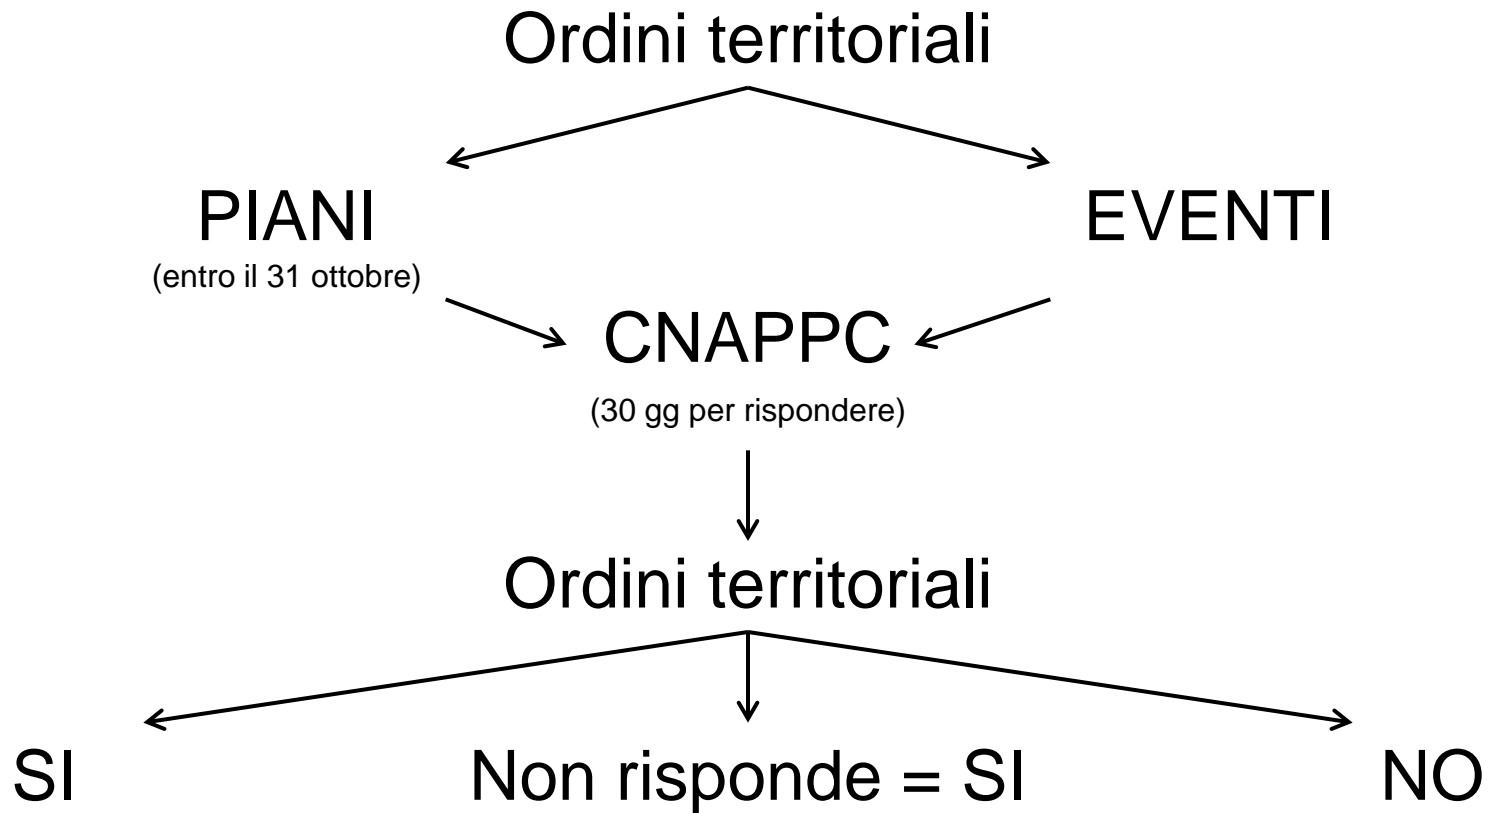 Ordini territoriali
PIANI
(entro il 31 ottobre)
EVENTI
CNAPPC
(30 gg per rispondere)
Ordini territoriali
SI
Non risponde = SI
NO